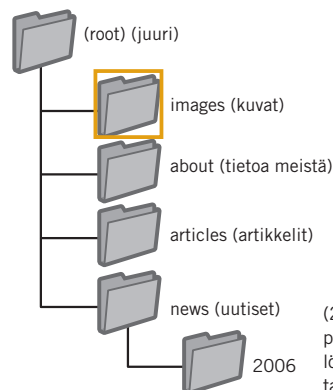 (root) (juuri)
images (kuvat)
about (tietoa meistä)
articles (artikkelit)
news (uutiset)
2006